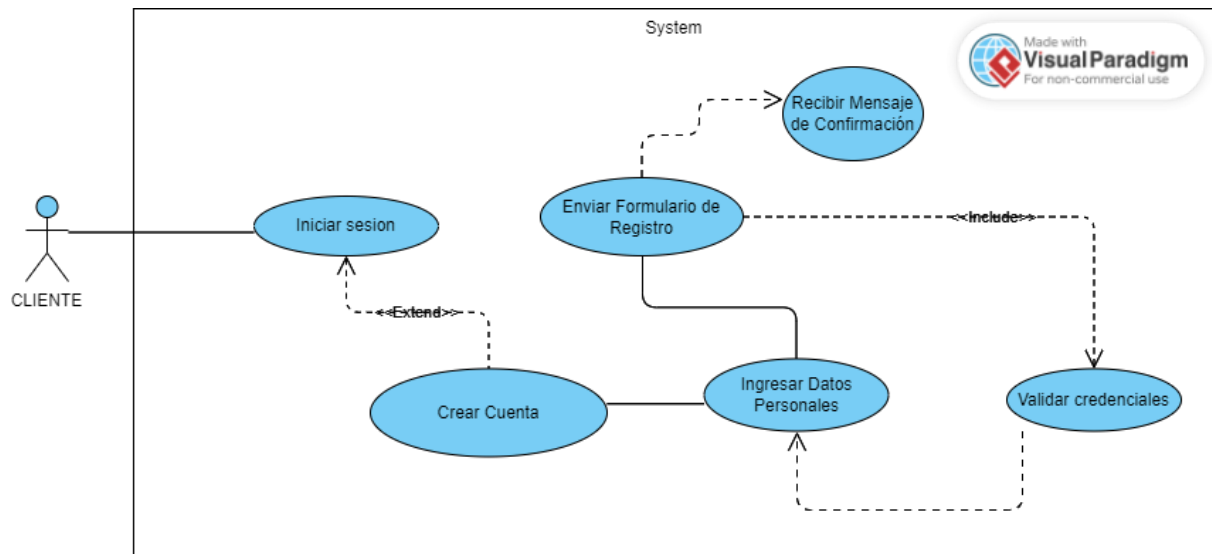 System
Made with
Visual Paradigm
For non-commercial use
Recibir Mensaje
de Confirmación
Iniciar sesion
Enviar Formulario de
Registro
<<Include>>
CLIENTE
<<Extend>>
Ingresar Datos
Personales
Crear Cuenta
Validar credenciales